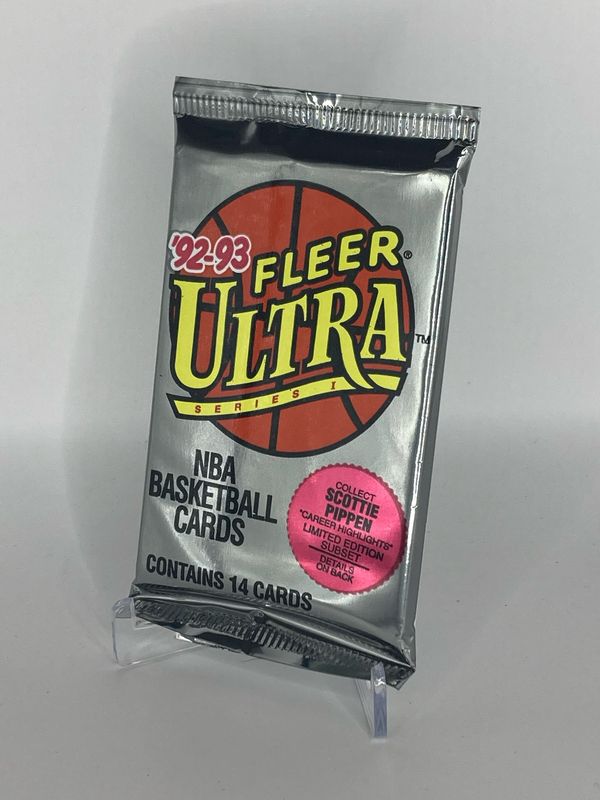 '92-93
FLEER®
ULTRA™
SERIES I
NBA
BASKETBALL
CARDS
CONTAINS 14 CARDS
COLLECT
SCOTTIE
PIPPEN
"CAREER HIGHLIGHTS"
LIMITED EDITION
SUBSET
DETAILS
ON BACK